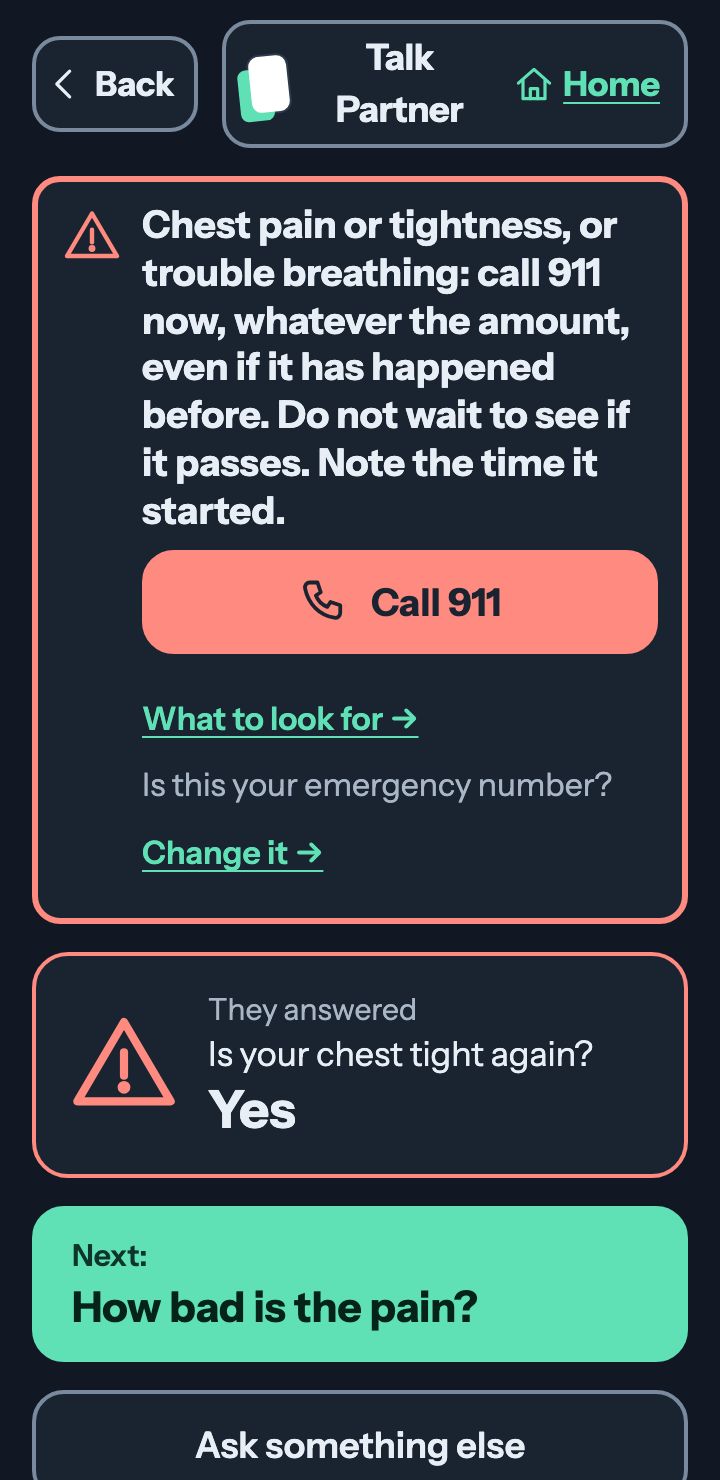 Back
Talk
Partner
Home
Chest pain or tightness, or
trouble breathing: call 911
now, whatever the amount,
even if it has happened
before. Do not wait to see if
it passes. Note the time it
started.
Call 911
What to look for →
Is this your emergency number?
Change it →
They answered
Is your chest tight again?
Yes
Next:
How bad is the pain?
Ask something else